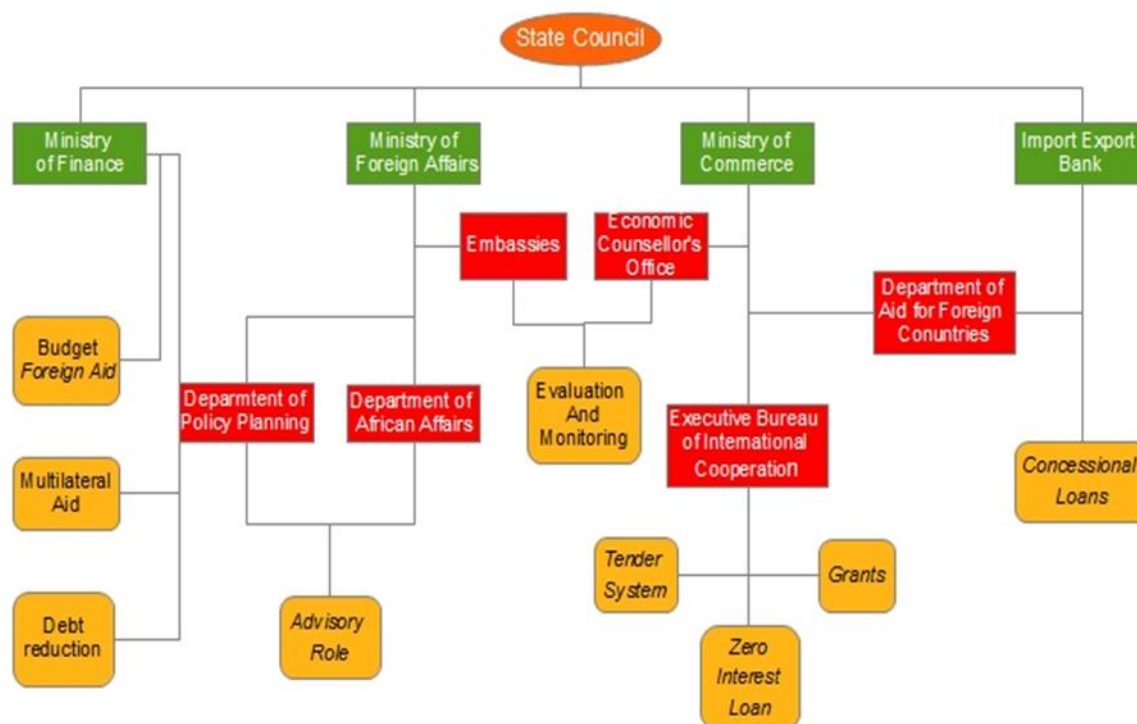 State Council
Ministry
of Finance
Ministry of
Foreign Affairs
Ministry of
Commerce
Import Export
Bank
Embassies
Economic
Counsellor's
Office
Department of
Aid for Foreign
Conuntries
Budget
Foreign Aid
Deparmtent of
Policy Planning
Department of
African Affairs
Evaluation
And
Monitoring
Executive Bureau
of International
Cooperation
Multilateral
Aid
Concessional
Loans
Tender
System
Grants
Debt
reduction
Advisory
Role
Zero
Interest
Loan